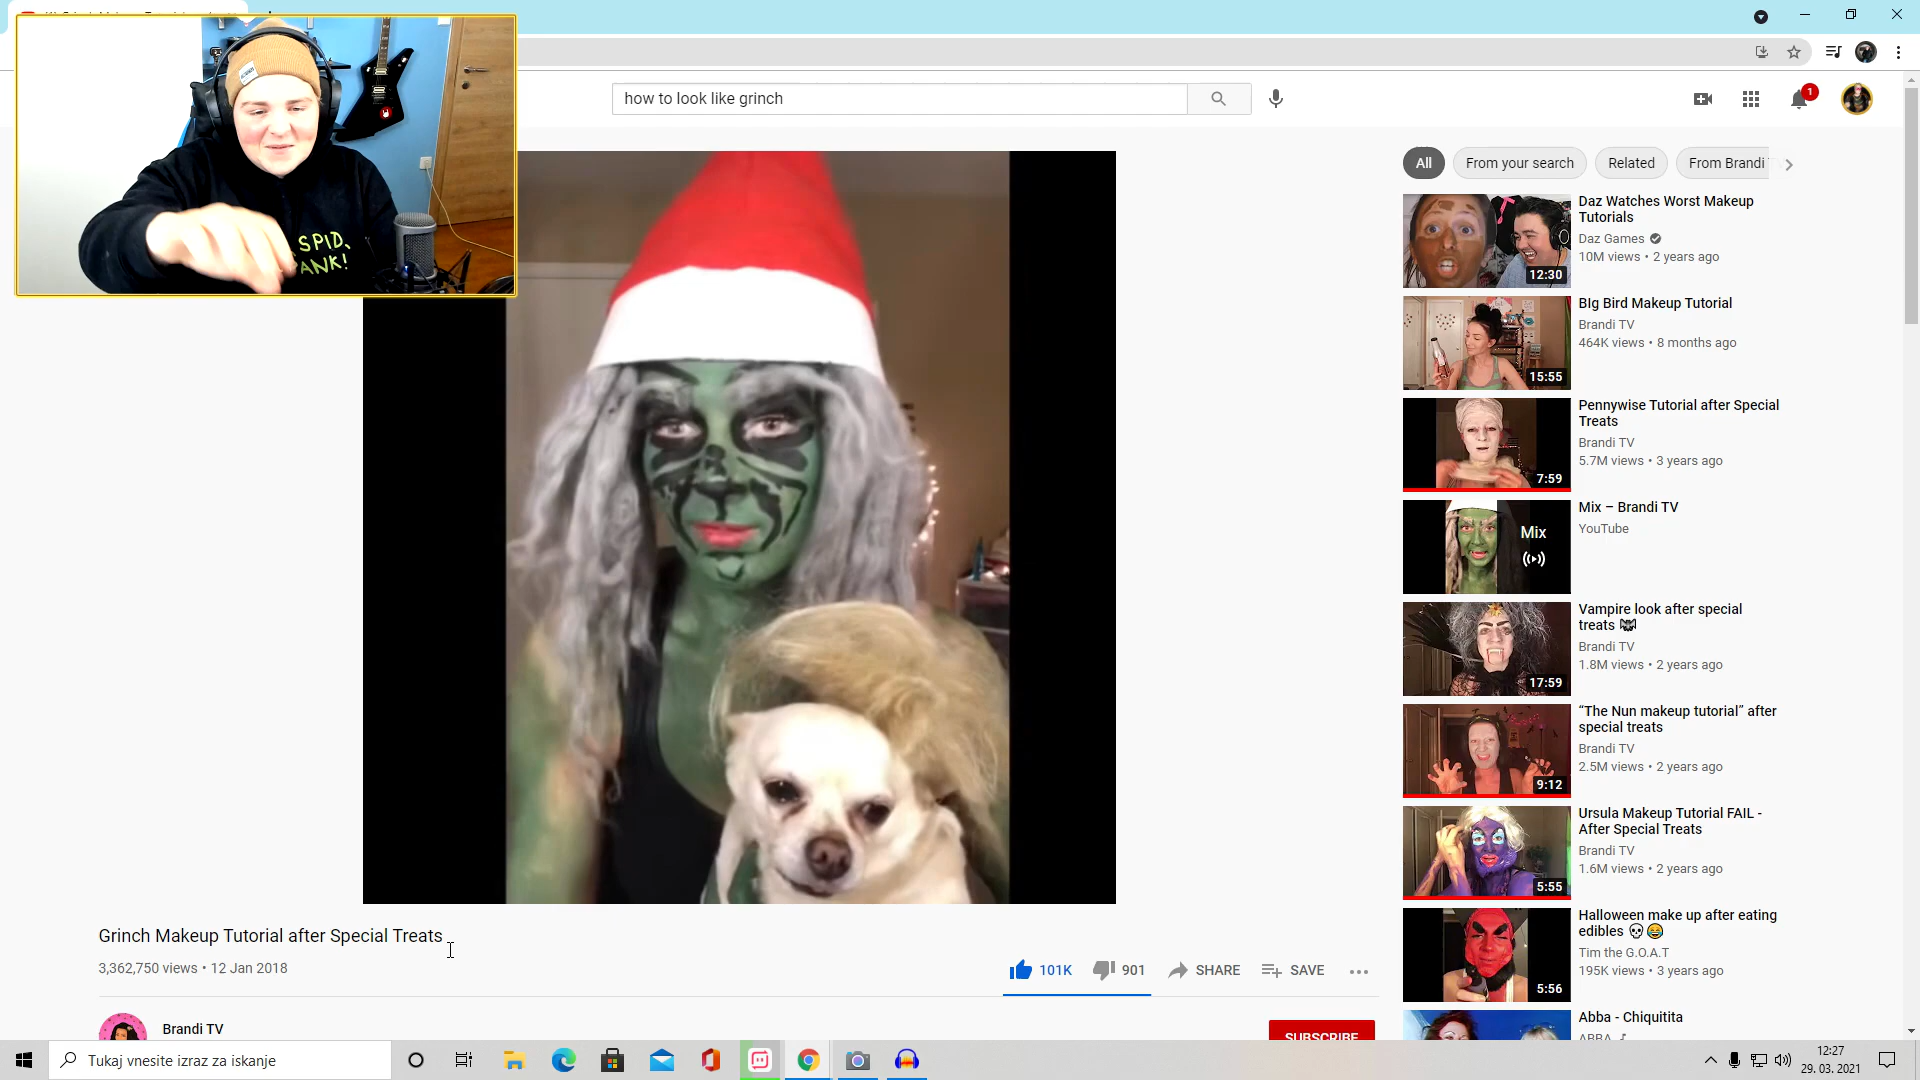 how to look like grinch
1
SPID,
ANK!
All
From your search
Related
From Brandi
Daz Watches Worst Makeup
Tutorials
Daz Games
10M views • 2 years ago
12:30
BIg Bird Makeup Tutorial
Brandi TV
464K views • 8 months ago
15:55
Pennywise Tutorial after Special
Treats
Brandi TV
5.7M views • 3 years ago
7:59
Mix – Brandi TV
YouTube
Mix
Vampire look after special
treats
Brandi TV
1.8M views • 2 years ago
17:59
“The Nun makeup tutorial” after
special treats
Brandi TV
2.5M views • 2 years ago
9:12
Ursula Makeup Tutorial FAIL -
After Special Treats
Brandi TV
1.6M views • 2 years ago
5:55
Halloween make up after eating
edibles 💀😂
Tim the G.O.A.T
195K views • 3 years ago
5:56
Abba - Chiquitita
ABBA
Grinch Makeup Tutorial after Special Treats
3,362,750 views • 12 Jan 2018
101K
901
SHARE
SAVE
Brandi TV
SUBSCRIBE
Tukaj vnesite izraz za iskanje
12:27
29. 03. 2021